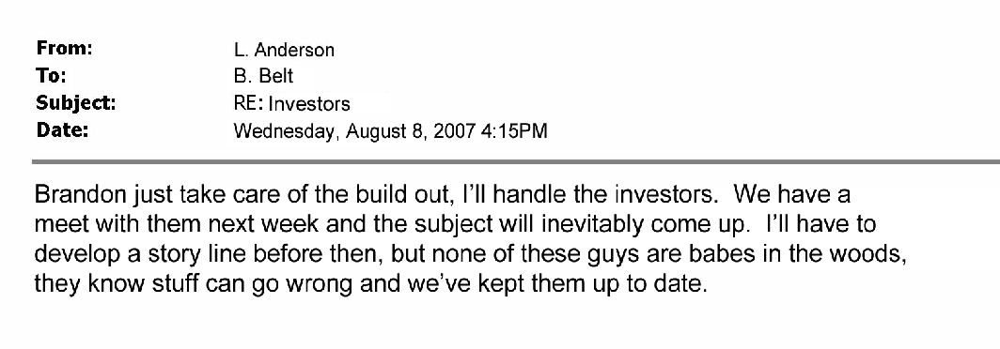 From: L. Anderson
To: B. Belt
Subject: RE: Investors
Date: Wednesday, August 8, 2007 4:15PM
Brandon just take care of the build out, I’ll handle the investors.  We have a
meet with them next week and the subject will inevitably come up.  I’ll have to
develop a story line before then, but none of these guys are babes in the woods,
they know stuff can go wrong and we’ve kept them up to date.